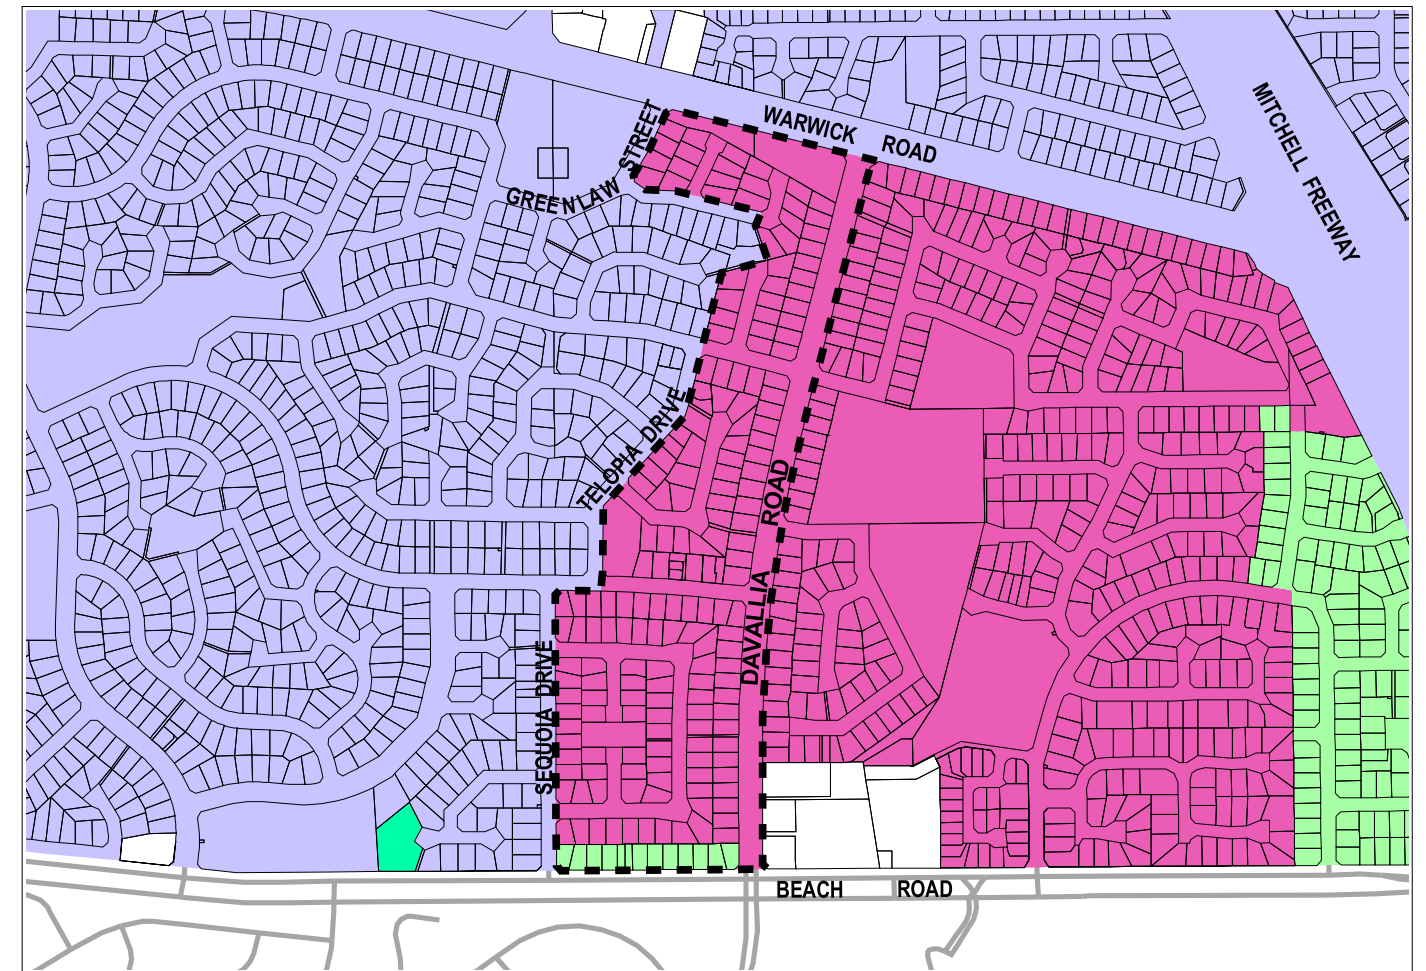 WARWICK ROAD
MITCHELL FREEWAY
GREENLAW STREET
TELOPIA DRIVE
DAVALLIA ROAD
SEQUOIA DRIVE
BEACH ROAD